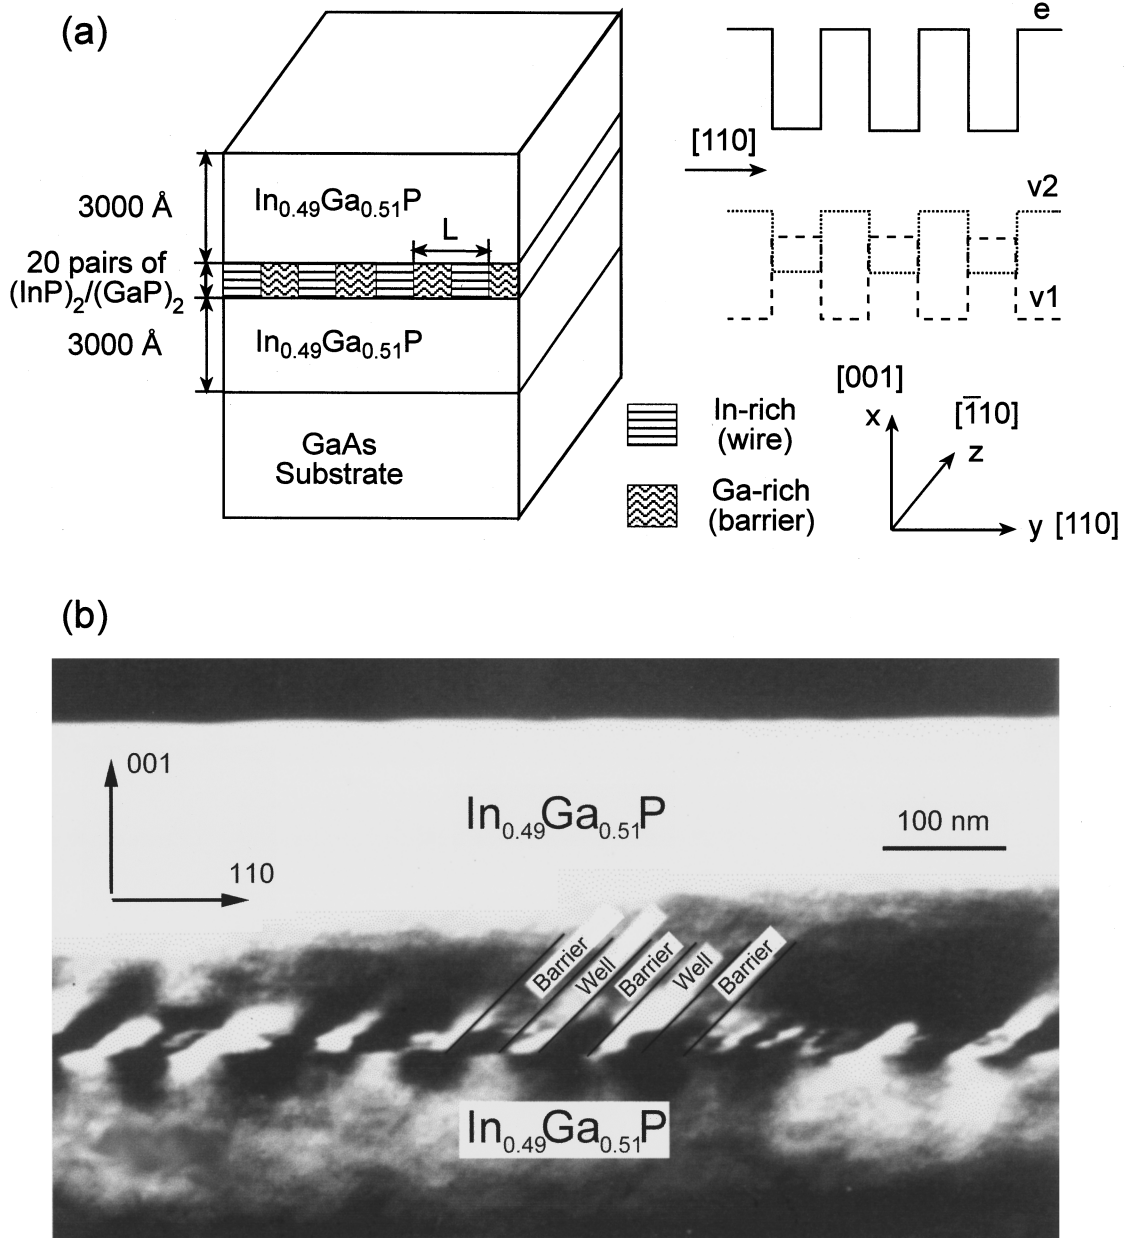 (a)
e
[110]
3000 Å
In0.49Ga0.51P
L
v2
20 pairs of
(InP)2/(GaP)2
v1
3000 Å
In0.49Ga0.51P
[001]
x
[1̅10]
z
In-rich
(wire)
GaAs
Substrate
Ga-rich
(barrier)
y [110]
(b)
001
In0.49Ga0.51P
100 nm
110
Barrier
Well
Barrier
Well
Barrier
In0.49Ga0.51P